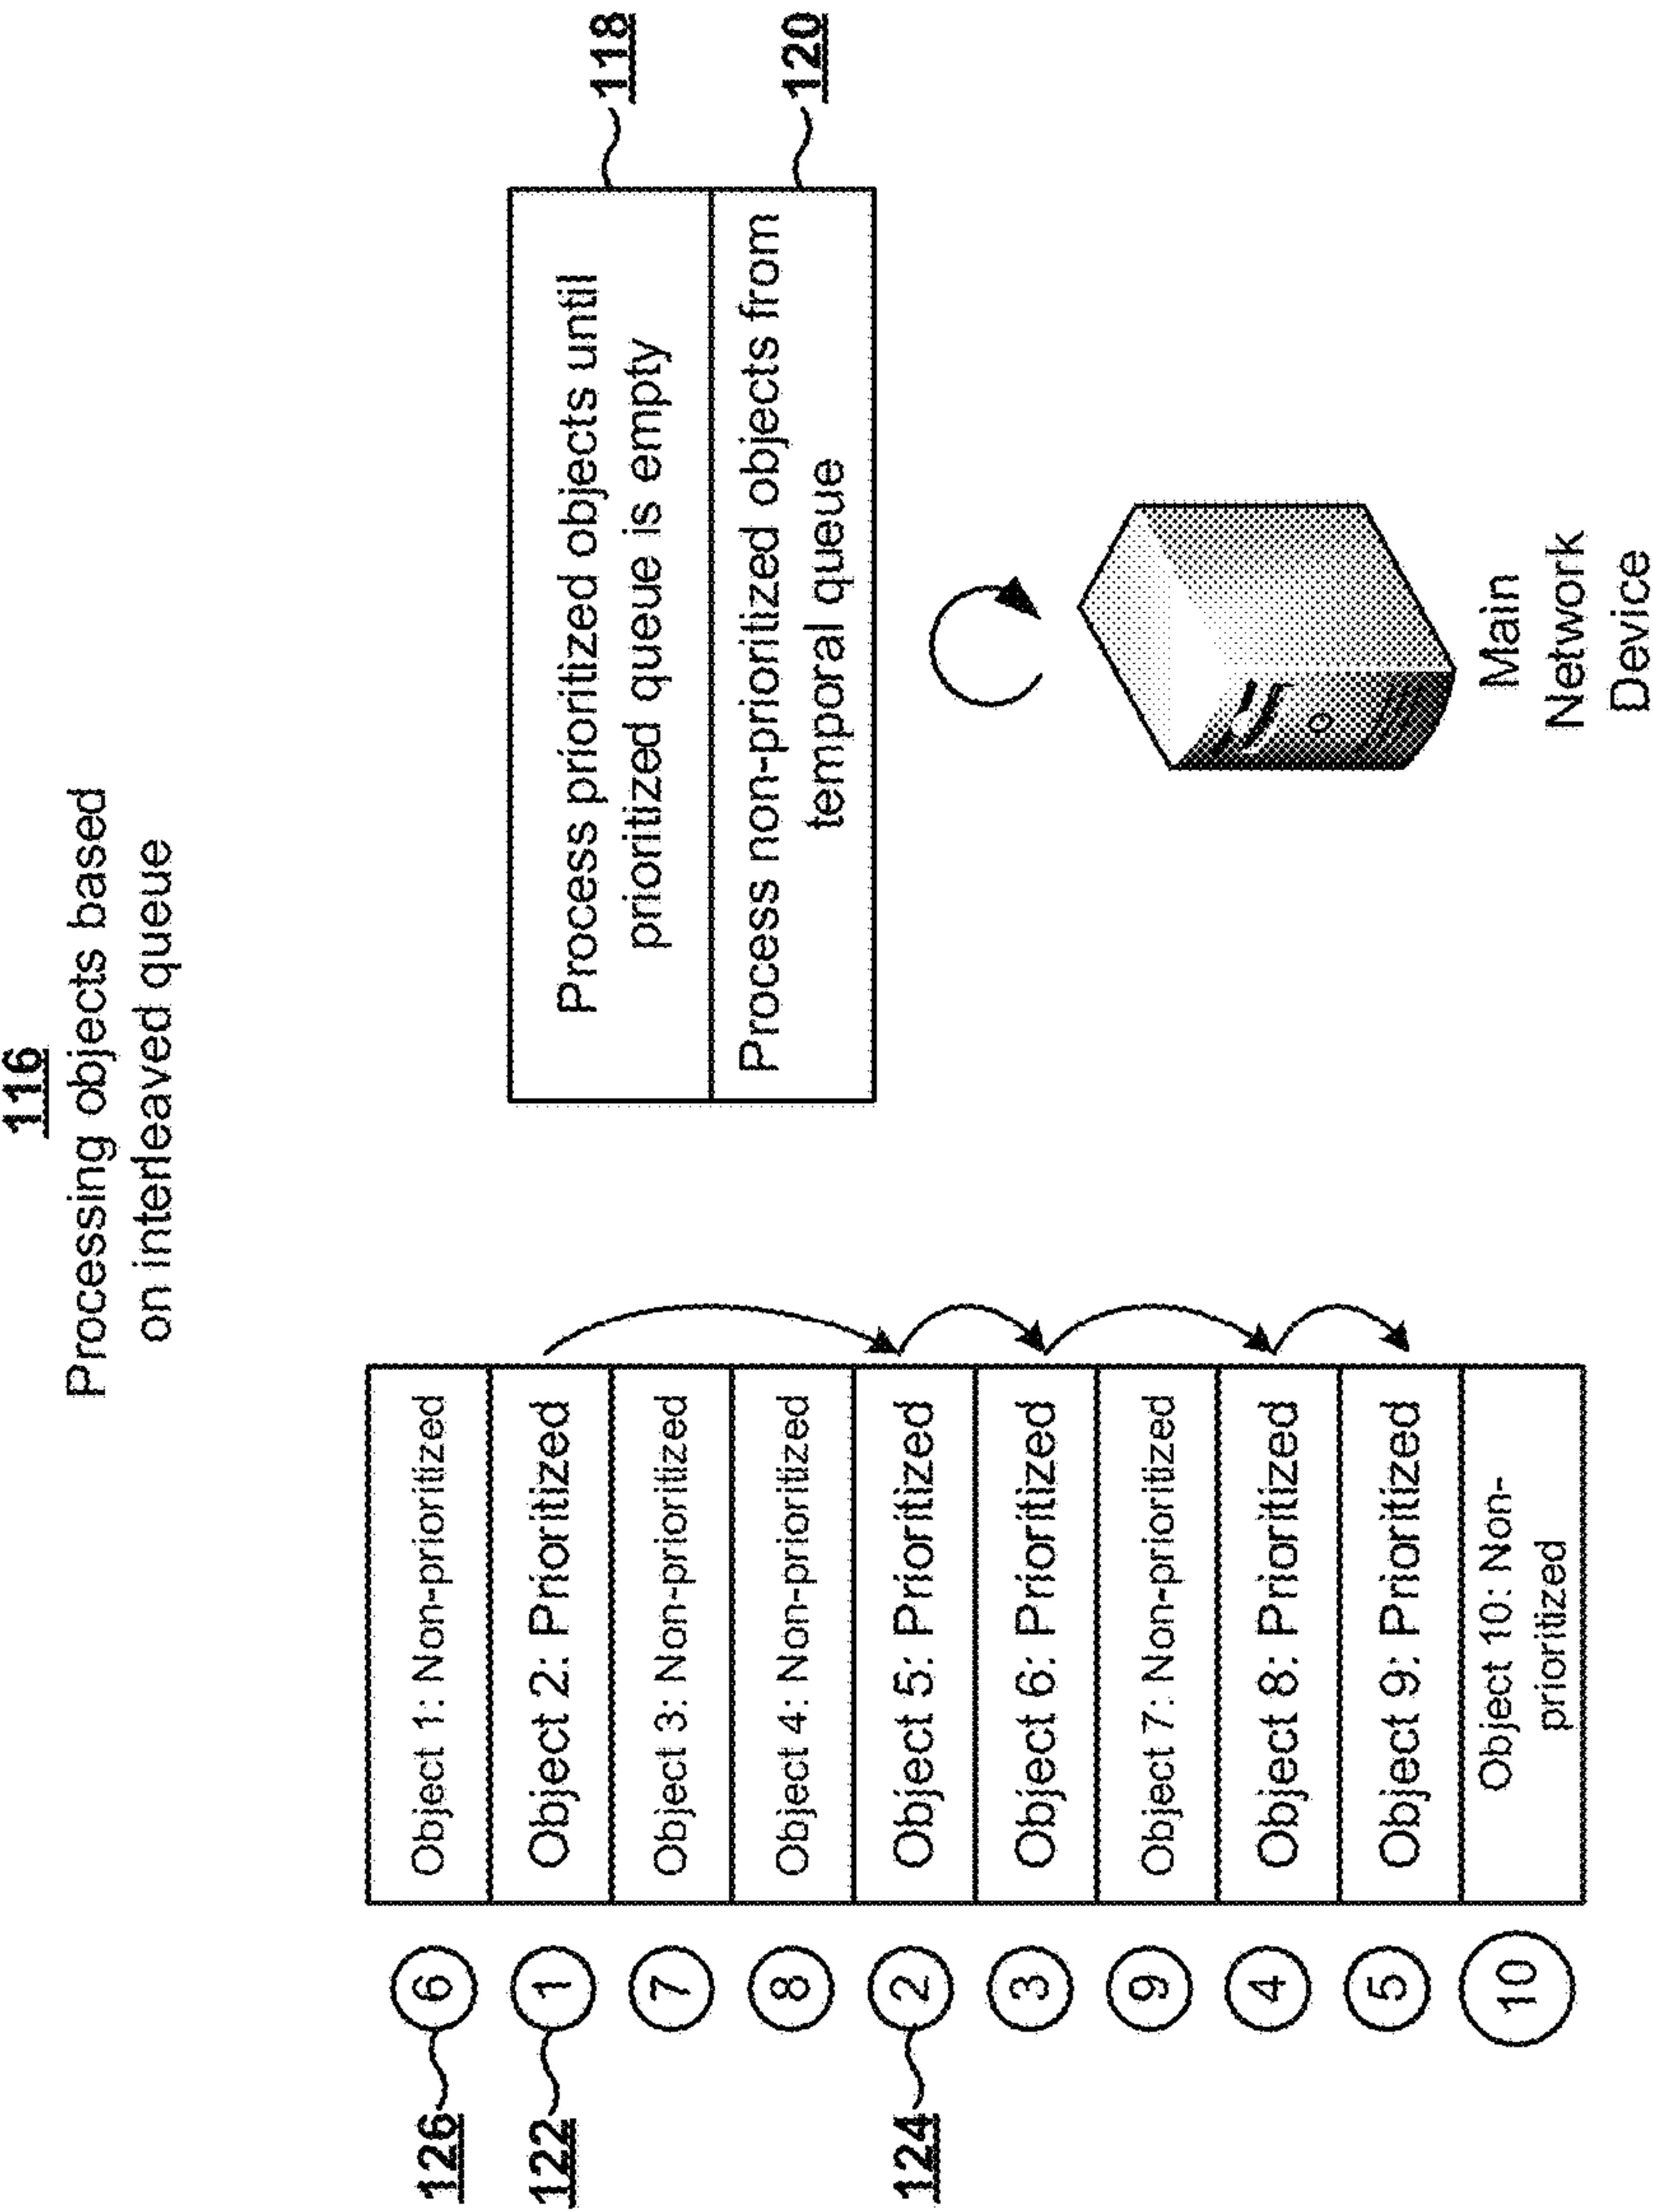 116
Processing objects based
on interleaved queue
126
6
Object 1: Non-prioritized
122
1
Object 2: Prioritized
7
Object 3: Non-prioritized
8
Object 4: Non-prioritized
124
2
Object 5: Prioritized
3
Object 6: Prioritized
9
Object 7: Non-prioritized
4
Object 8: Prioritized
5
Object 9: Prioritized
10
Object 10: Non-
prioritized
Process prioritized objects until
prioritized queue is empty
118
Process non-prioritized objects from
temporal queue
120
Main
Network
Device